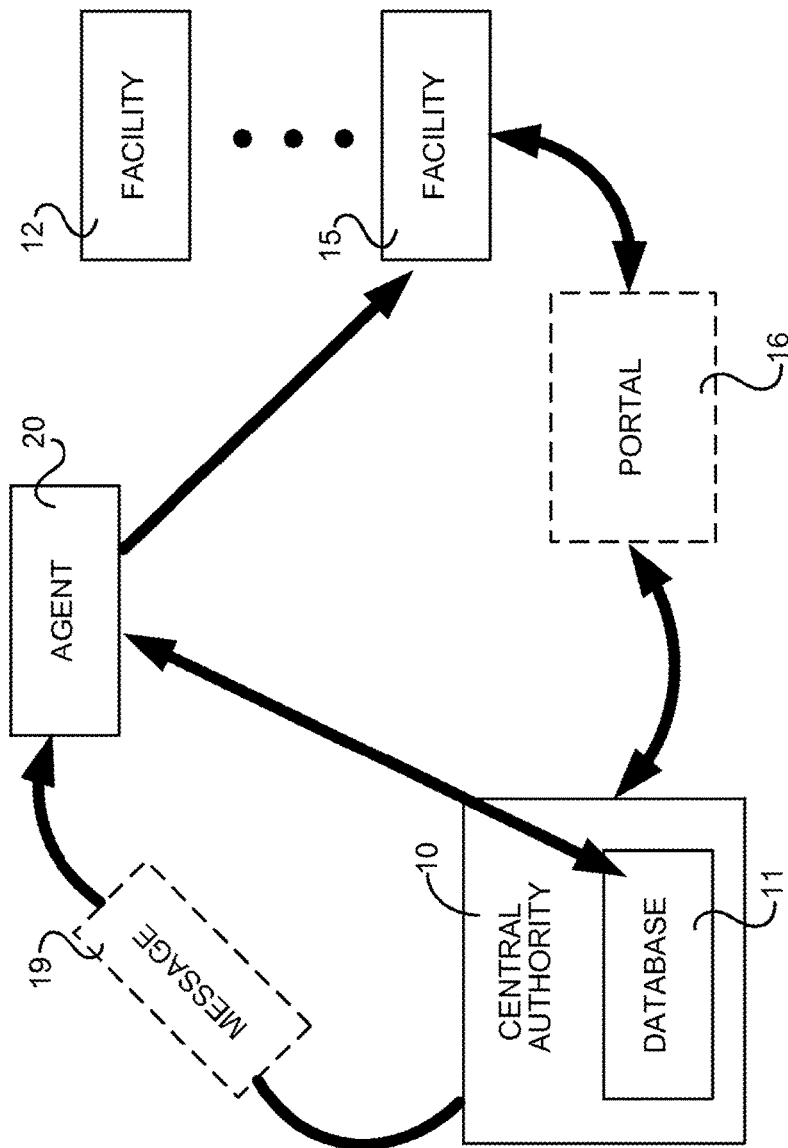 12
FACILITY
15
FACILITY
20
AGENT
PORTAL
16
19
MESSAGE
10
CENTRAL
AUTHORITY
DATABASE
11